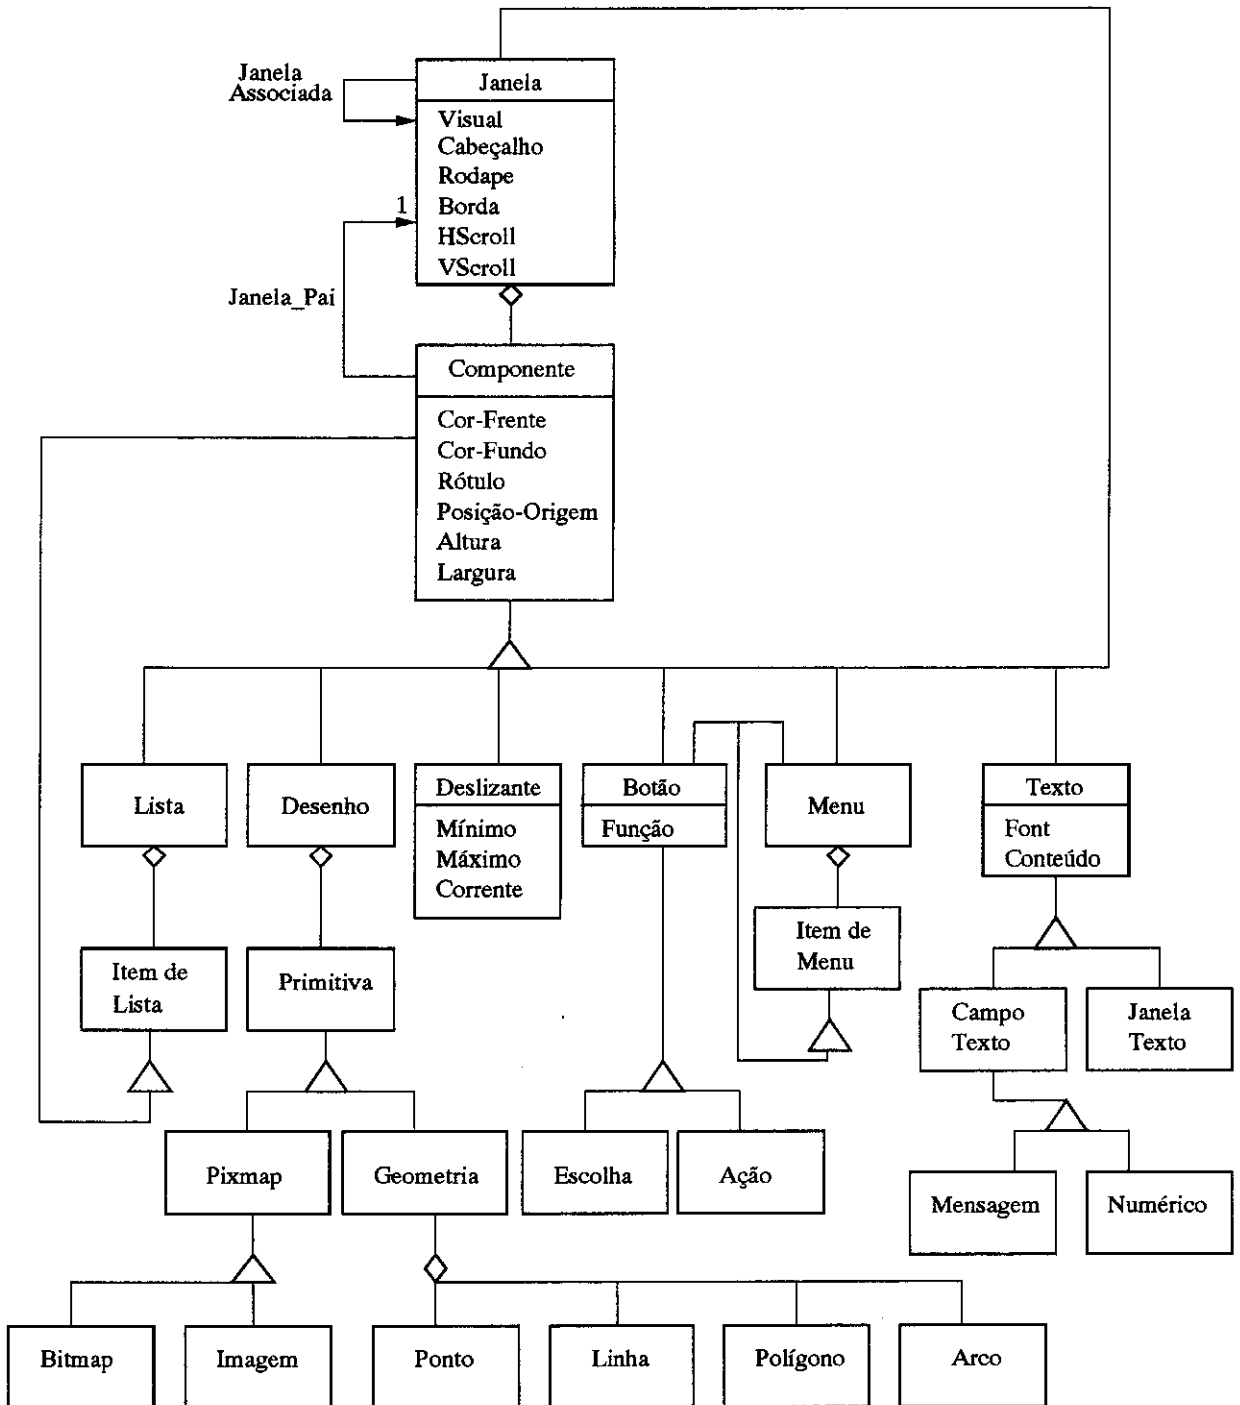 Janela
Associada
Janela
Visual
Cabeçalho
Rodape
1
Borda
HScroll
VScroll
Janela_Pai
Componente
Cor-Frente
Cor-Fundo
Rótulo
Posição-Origem
Altura
Largura
Lista
Desenho
Deslizante
Mínimo
Máximo
Corrente
Botão
Função
Menu
Texto
Font
Conteúdo
Item de
Lista
Primitiva
Item de
Menu
Campo
Texto
Janela
Texto
Pixmap
Geometria
Escolha
Ação
Mensagem
Numérico
Bitmap
Imagem
Ponto
Linha
Polígono
Arco